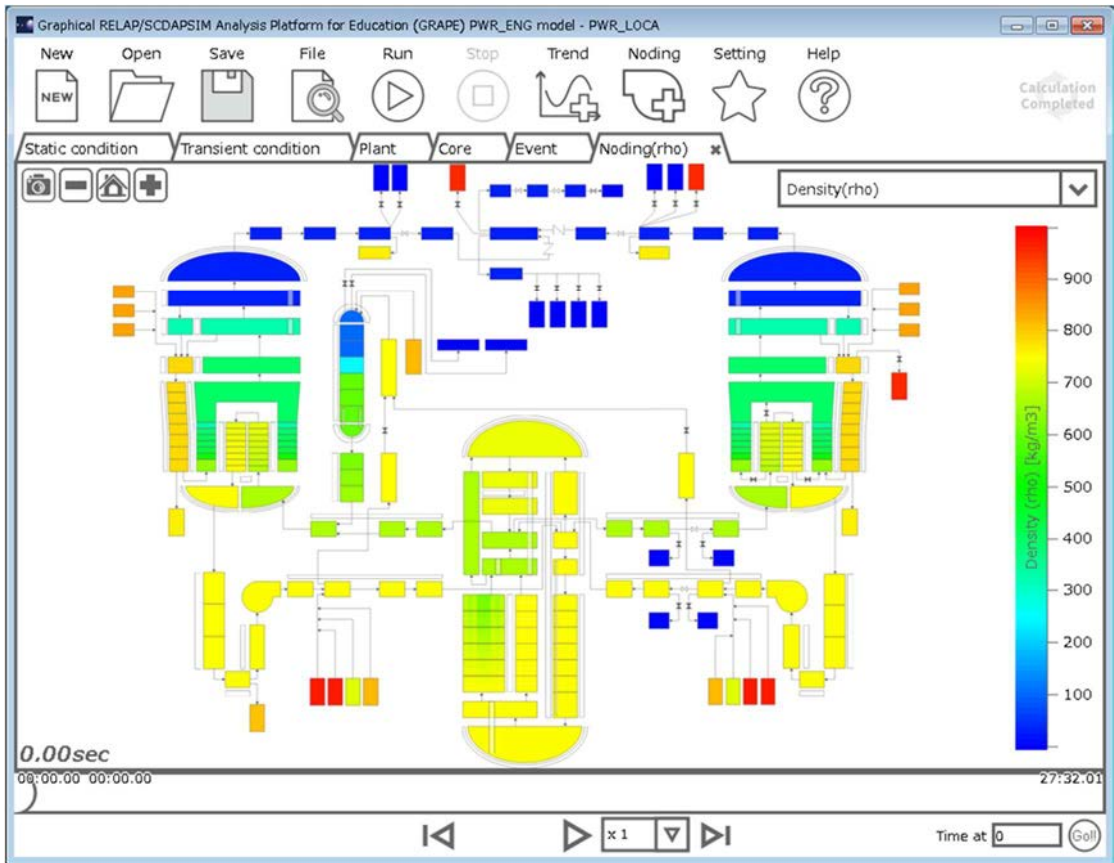 Graphical RELAP/SCDAPSIM Analysis Platform for Education (GRAPE) PWR_ENG model - PWR_LOCA
New Open Save File Run Stop Trend Noding Setting Help
NEW
Calculation
Completed
Static condition Transient condition Plant Core Event Noding(rho)
Density(rho)
900
800
700
600
500
400
300
200
100
Density (rho) [kg/m3]
0.00sec
00:00.00 00:00.00 27:32.01
x 1
Time at 0 Go!!